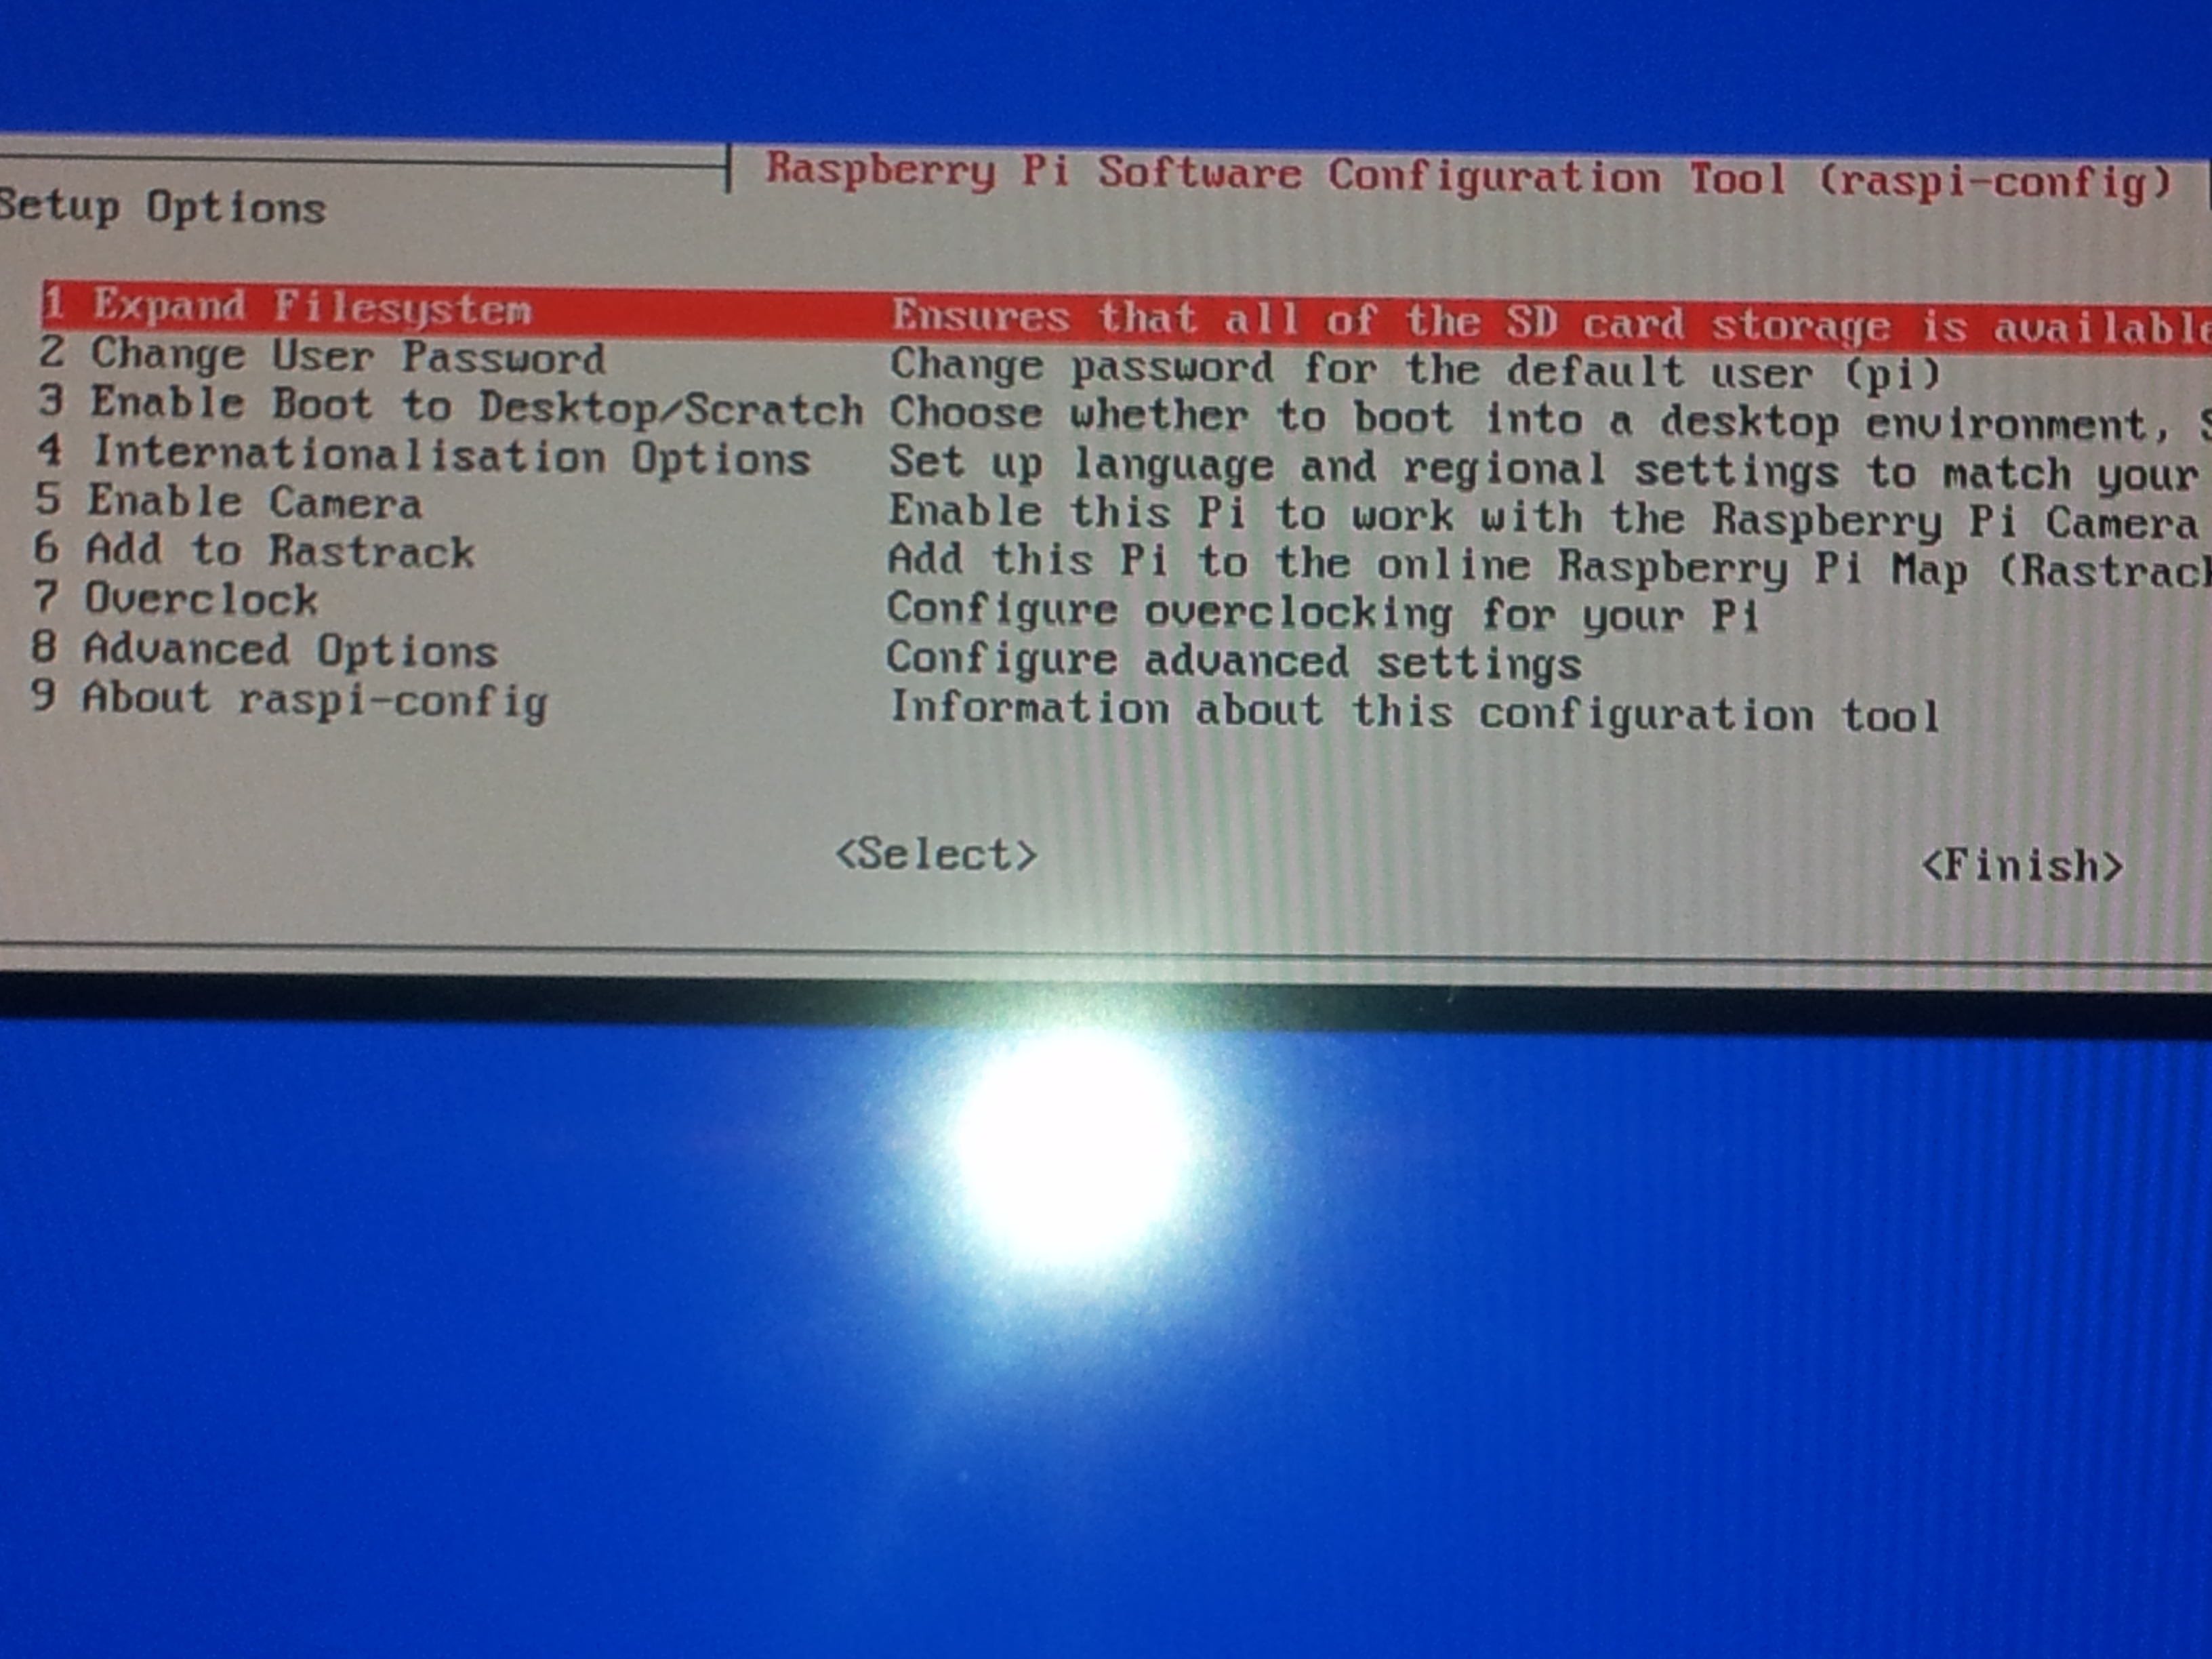 Raspberry Pi Software Configuration Tool (raspi-config)
Setup Options
1 Expand Filesystem Ensures that all of the SD card storage is available
2 Change User Password Change password for the default user (pi)
3 Enable Boot to Desktop/Scratch Choose whether to boot into a desktop environment, S
4 Internationalisation Options Set up language and regional settings to match your
5 Enable Camera Enable this Pi to work with the Raspberry Pi Camera
6 Add to Rastrack Add this Pi to the online Raspberry Pi Map (Rastrack
7 Overclock Configure overclocking for your Pi
8 Advanced Options Configure advanced settings
9 About raspi-config Information about this configuration tool
<Select> <Finish>